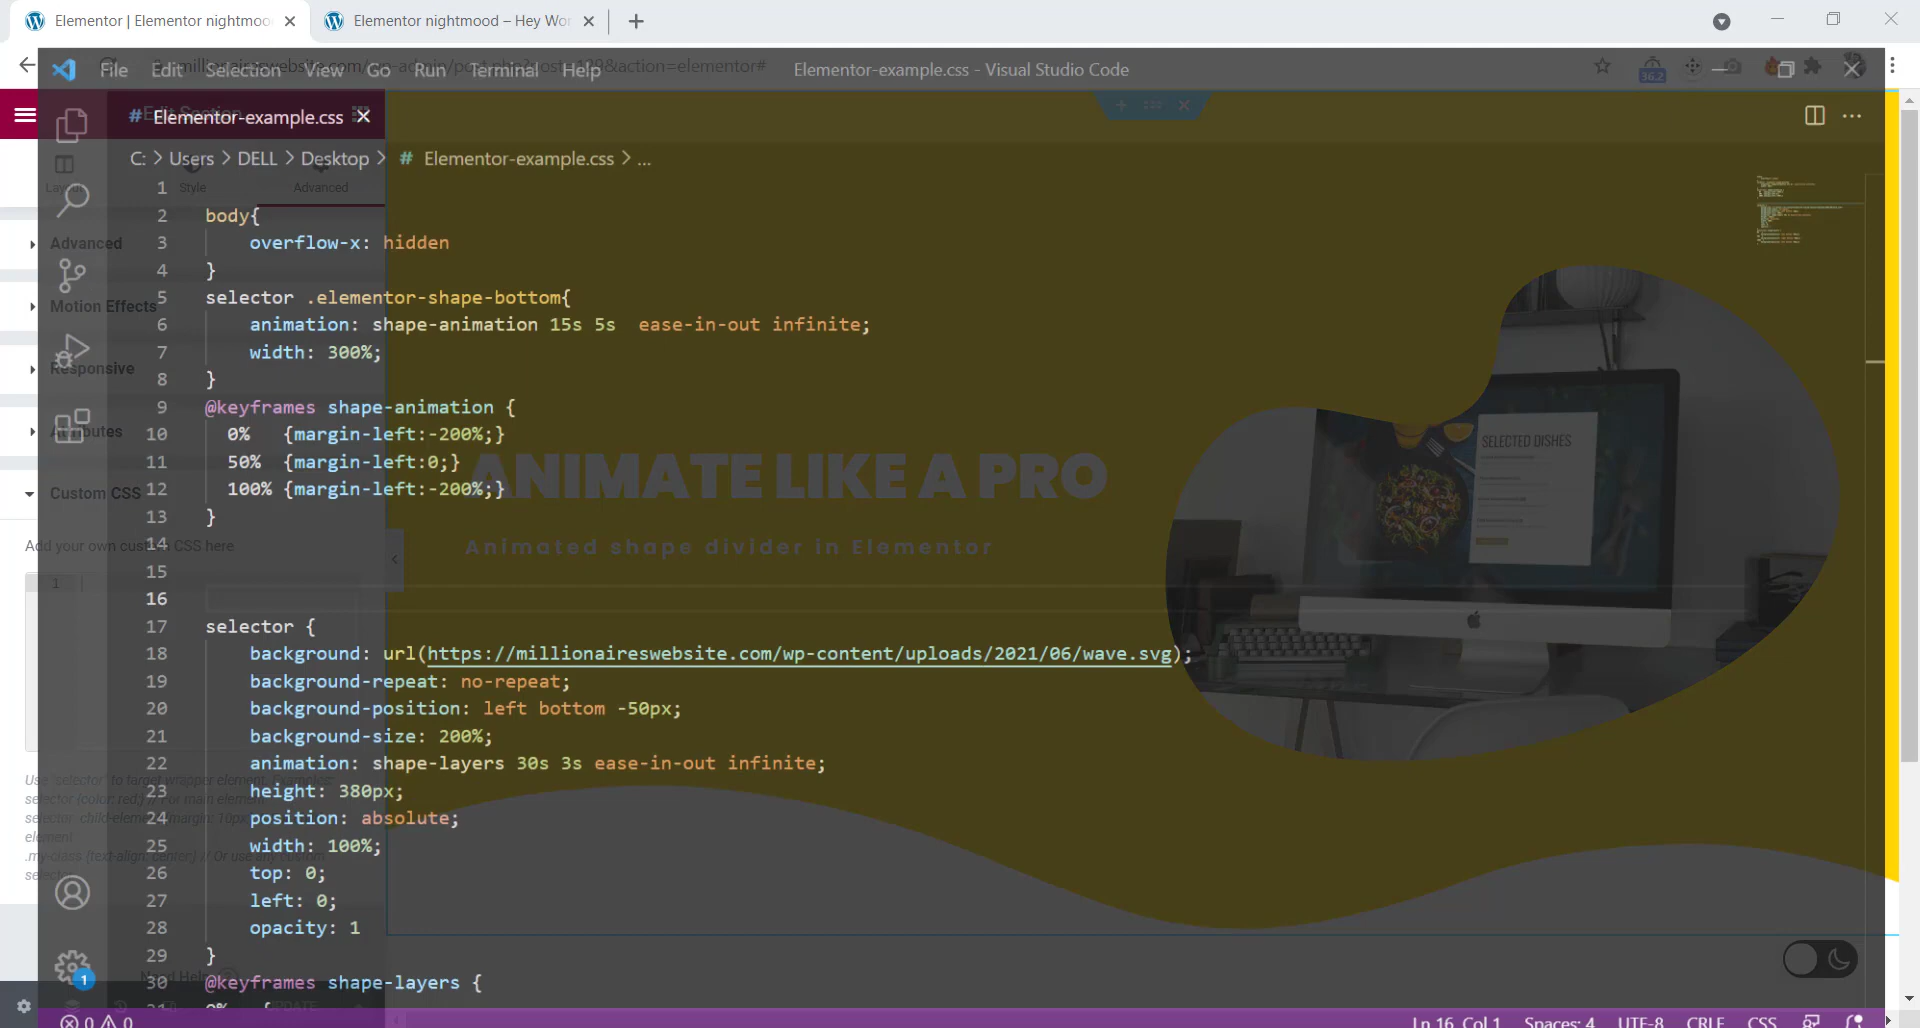 Elementor | Elementor nightmoo
Elementor nightmood – Hey Wor
File Edit Selection View Go Run Terminal Help
Elementor-example.css - Visual Studio Code
36.2
Edit Section
# Elementor-example.css
C: > Users > DELL > Desktop > # Elementor-example.css > ...
Style
Advanced
Advanced
Motion Effects
Responsive
Attributes
Custom CSS
Add your own custom CSS here
1
1
2 body{
3 overflow-x: hidden
4 }
5 selector .elementor-shape-bottom{
6 animation: shape-animation 15s 5s  ease-in-out infinite;
7 width: 300%;
8 }
9 @keyframes shape-animation {
10 0%   {margin-left:-200%;}
11 50%  {margin-left:0;}
12 100% {margin-left:-200%;}
13 }
14
15
16
17 selector {
18 background: url(https://millionaireswebsite.com/wp-content/uploads/2021/06/wave.svg);
19 background-repeat: no-repeat;
20 background-position: left bottom -50px;
21 background-size: 200%;
22 animation: shape-layers 30s 3s ease-in-out infinite;
23 height: 380px;
24 position: absolute;
25 width: 100%;
26 top: 0;
27 left: 0;
28 opacity: 1
29 }
30 @keyframes shape-layers {
ANIMATE LIKE A PRO
Animated shape divider in Elementor
SELECTED DISHES
Use "selector" to target wrapper element. Examples:
selector {color: red;} // For main element
element
.my-class {text-align: center;} // Or use any custom
1
UPDATE
0 0
Ln 16, Col 1 Spaces: 4 UTF-8 CRLF CSS